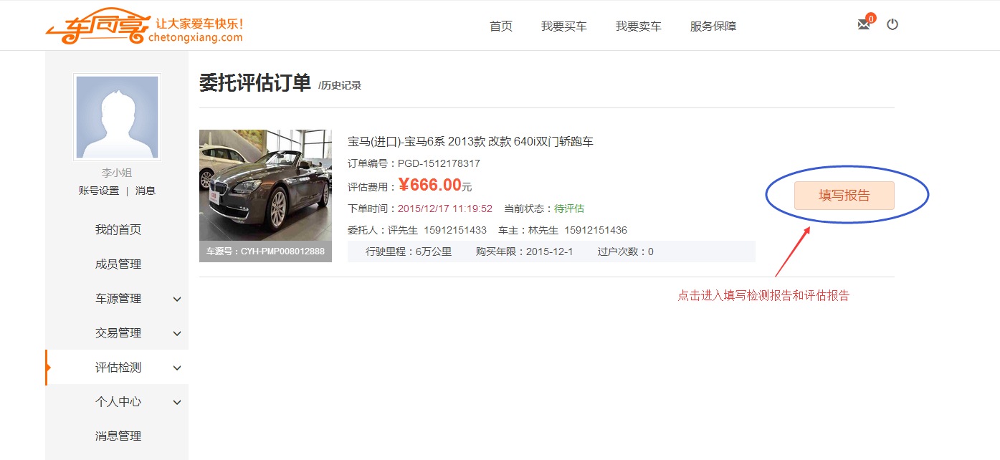 车同享 让大家爱车快乐!
chetongxiang.com
首页 我要买车 我要卖车 服务保障
0
李小姐
账号设置 | 消息
我的首页
成员管理
车源管理
交易管理
评估检测
个人中心
消息管理
委托评估订单 /历史记录
宝马(进口)-宝马6系 2013款 改款 640i双门轿跑车
订单编号：PGD-1512178317
评估费用：¥666.00元
下单时间：2015/12/17 11:19:52 当前状态：待评估
委托人：评先生 15912151433 车主：林先生 15912151436
车源号：CYH-PMP008012888
行驶里程：6万公里 购买年限：2015-12-1 过户次数：0
填写报告
点击进入填写检测报告和评估报告